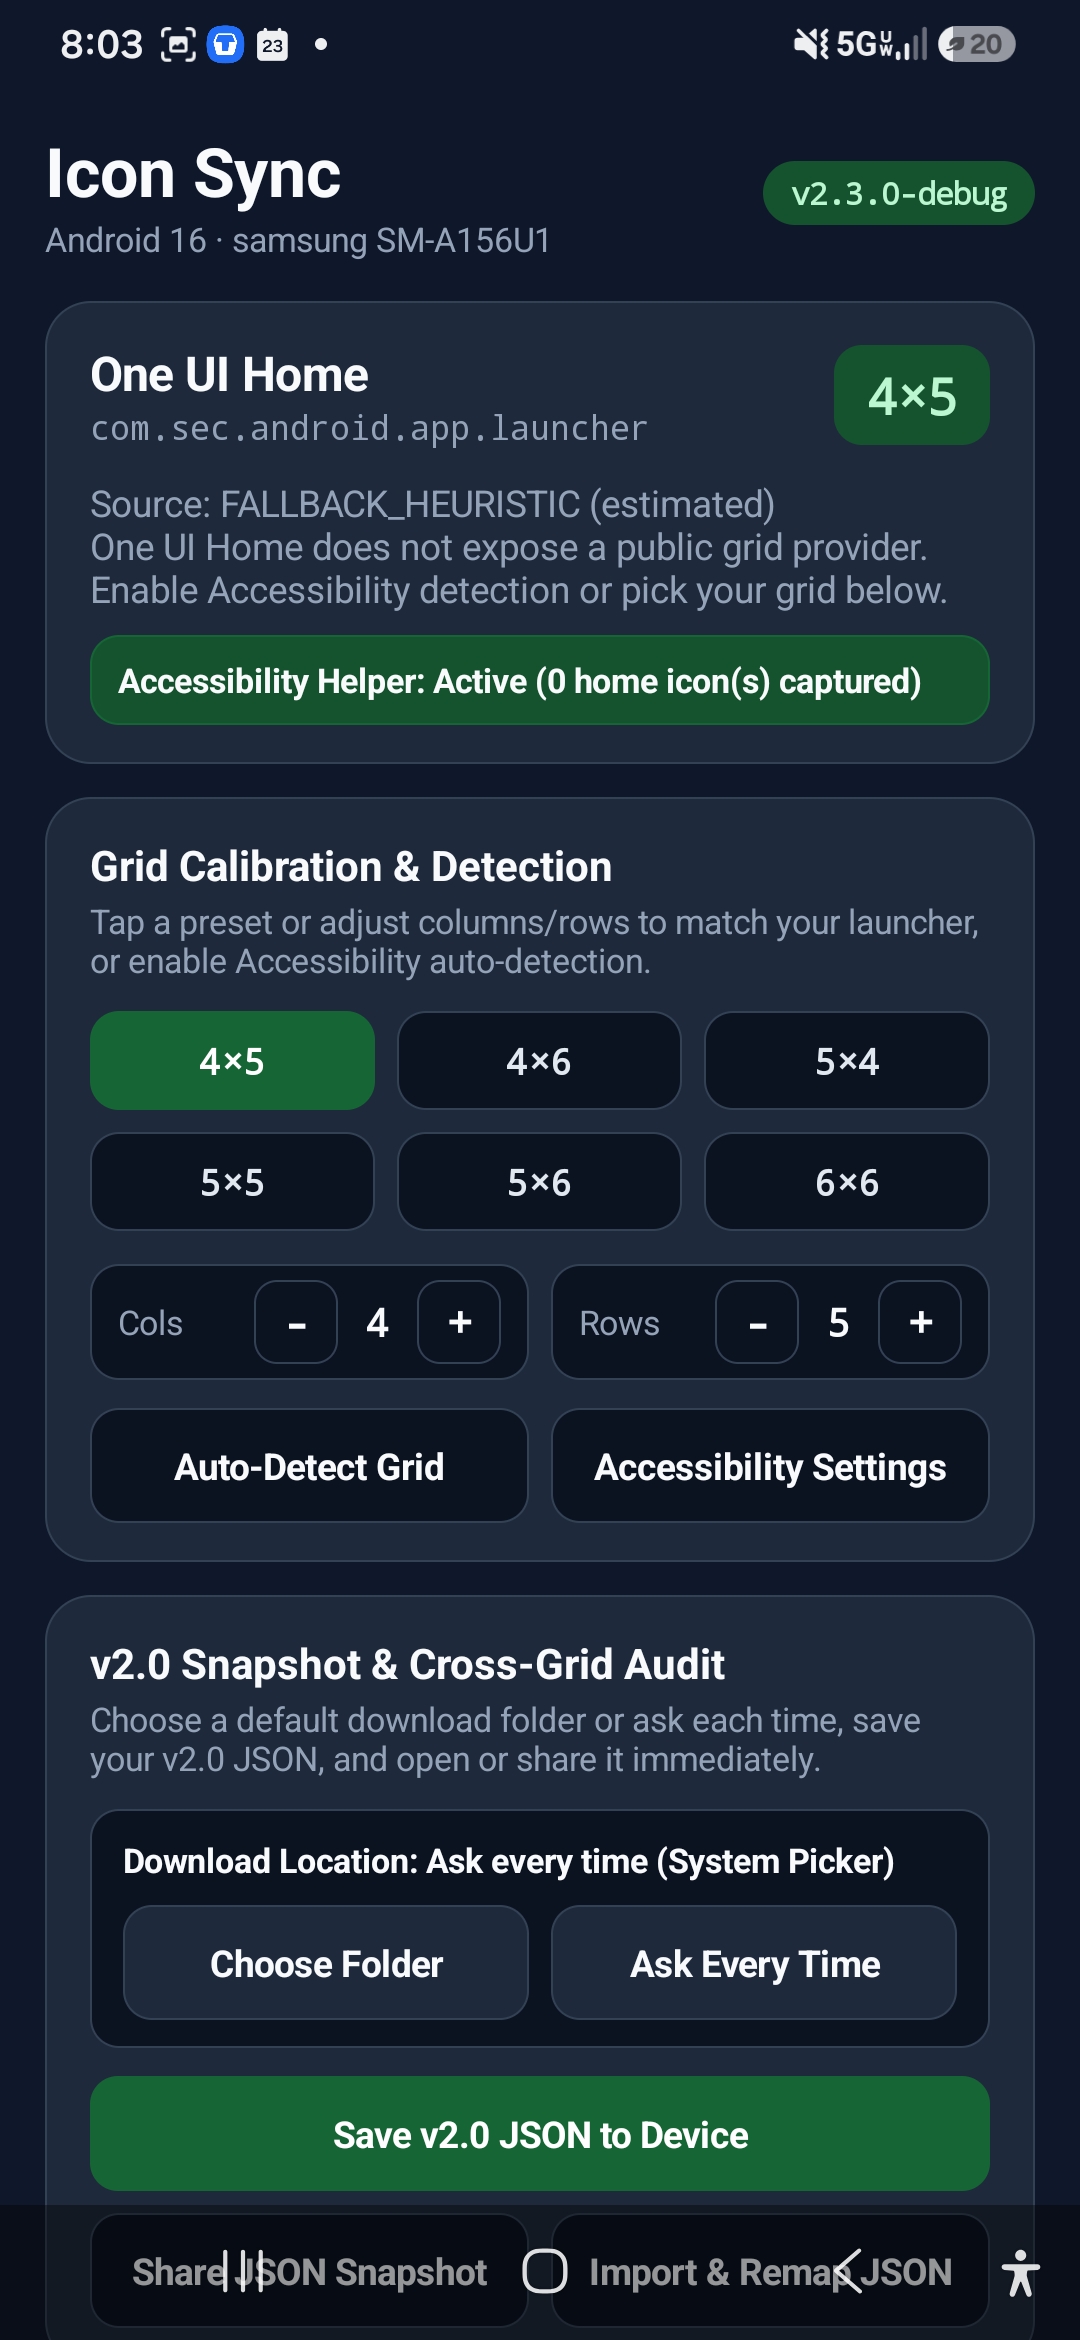 8:03
23
5G
UW
20
Icon Sync
v2.3.0-debug
Android 16 · samsung SM-A156U1
One UI Home
4×5
com.sec.android.app.launcher
Source: FALLBACK_HEURISTIC (estimated)
One UI Home does not expose a public grid provider.
Enable Accessibility detection or pick your grid below.
Accessibility Helper: Active (0 home icon(s) captured)
Grid Calibration & Detection
Tap a preset or adjust columns/rows to match your launcher,
or enable Accessibility auto-detection.
4×5 4×6 5×4
5×5 5×6 6×6
Cols - 4 + Rows - 5 +
Auto-Detect Grid Accessibility Settings
v2.0 Snapshot & Cross-Grid Audit
Choose a default download folder or ask each time, save
your v2.0 JSON, and open or share it immediately.
Download Location: Ask every time (System Picker)
Choose Folder Ask Every Time
Save v2.0 JSON to Device
Share JSON Snapshot Import & Remap JSON